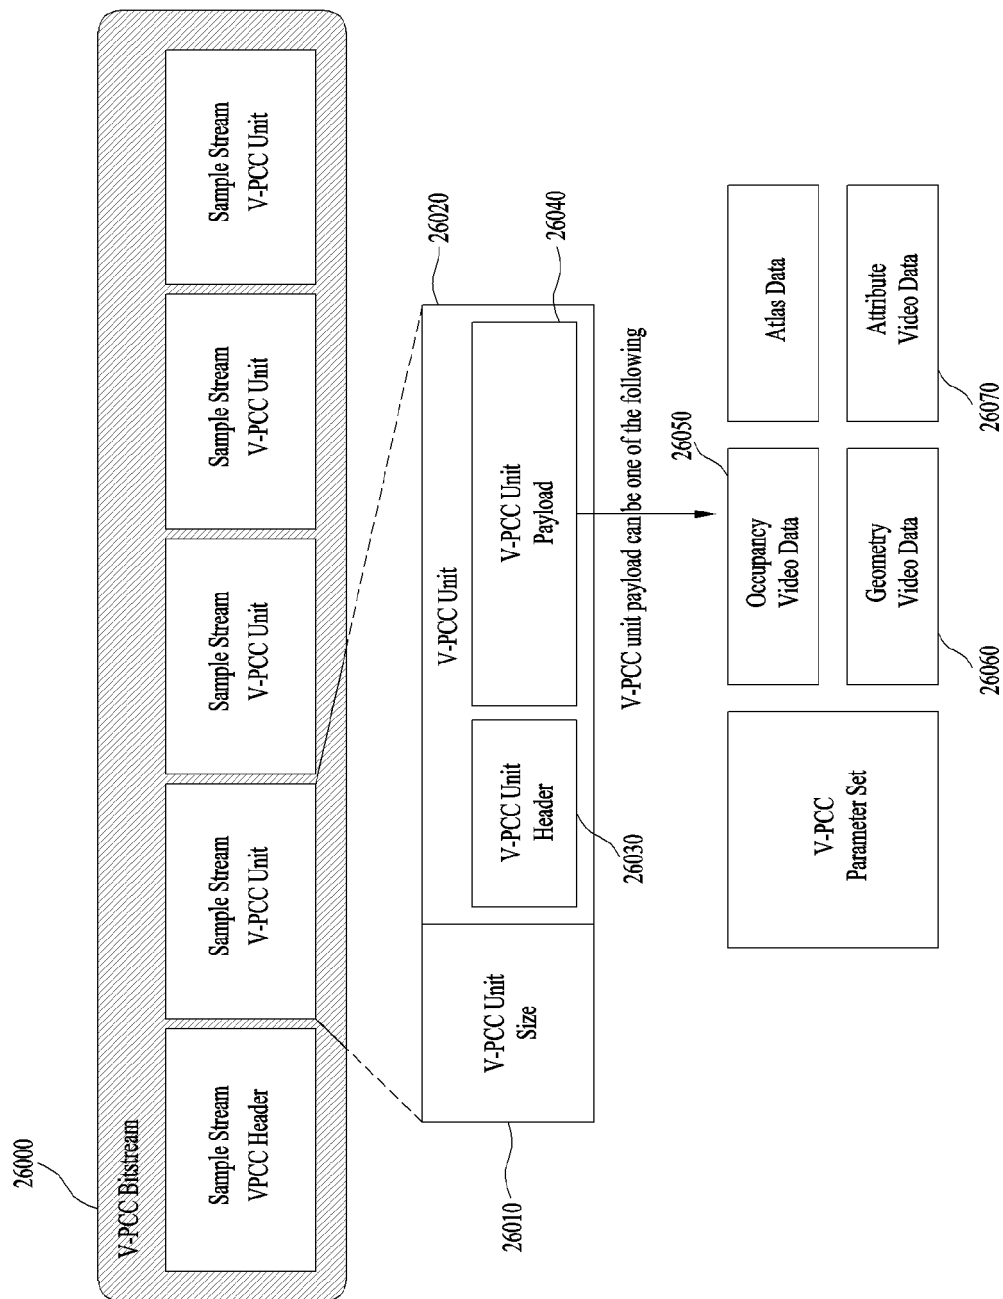 26000
V-PCC Bitstream
Sample Stream
VPCC Header
Sample Stream
V-PCC Unit
Sample Stream
V-PCC Unit
Sample Stream
V-PCC Unit
Sample Stream
V-PCC Unit
26010
V-PCC Unit
Size
26020
V-PCC Unit
V-PCC Unit
Header
26030
V-PCC Unit
Payload
26040
V-PCC unit payload can be one of the following
V-PCC
Parameter Set
26050
Occupancy
Video Data
Atlas Data
Geometry
Video Data
26060
Attribute
Video Data
26070